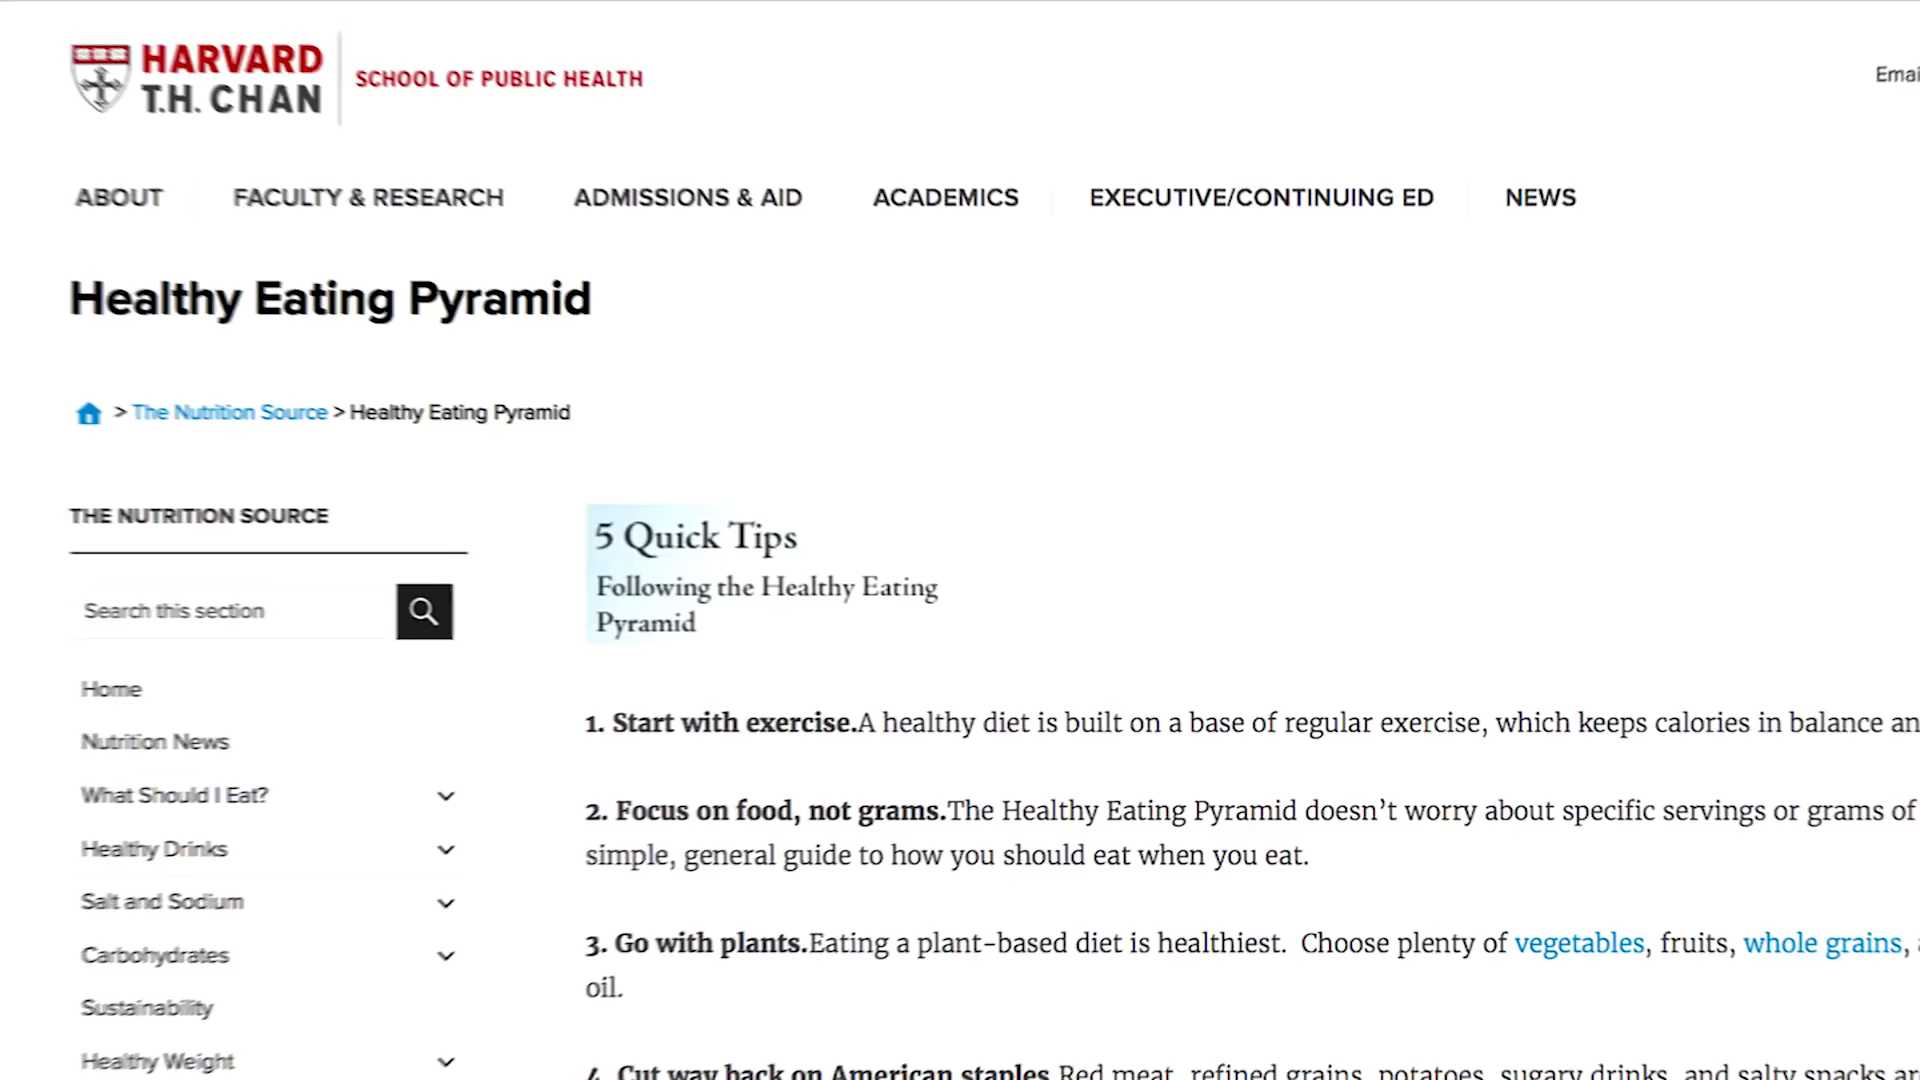 HARVARD
T.H. CHAN
SCHOOL OF PUBLIC HEALTH
ABOUT
FACULTY & RESEARCH
ADMISSIONS & AID
ACADEMICS
EXECUTIVE/CONTINUING ED
NEWS
Healthy Eating Pyramid
> The Nutrition Source > Healthy Eating Pyramid
THE NUTRITION SOURCE
Search this section
Home
Nutrition News
What Should I Eat?
Healthy Drinks
Salt and Sodium
Carbohydrates
Sustainability
Healthy Weight
5 Quick Tips
Following the Healthy Eating
Pyramid
1. Start with exercise.A healthy diet is built on a base of regular exercise, which keeps calories in balance
2. Focus on food, not grams.The Healthy Eating Pyramid doesn’t worry about specific servings or grams of
simple, general guide to how you should eat when you eat.
3. Go with plants.Eating a plant-based diet is healthiest.  Choose plenty of vegetables, fruits, whole grains,
oil.
4. Cut way back on American staples. Red meat, refined grains, potatoes, sugary drinks, and salty snacks